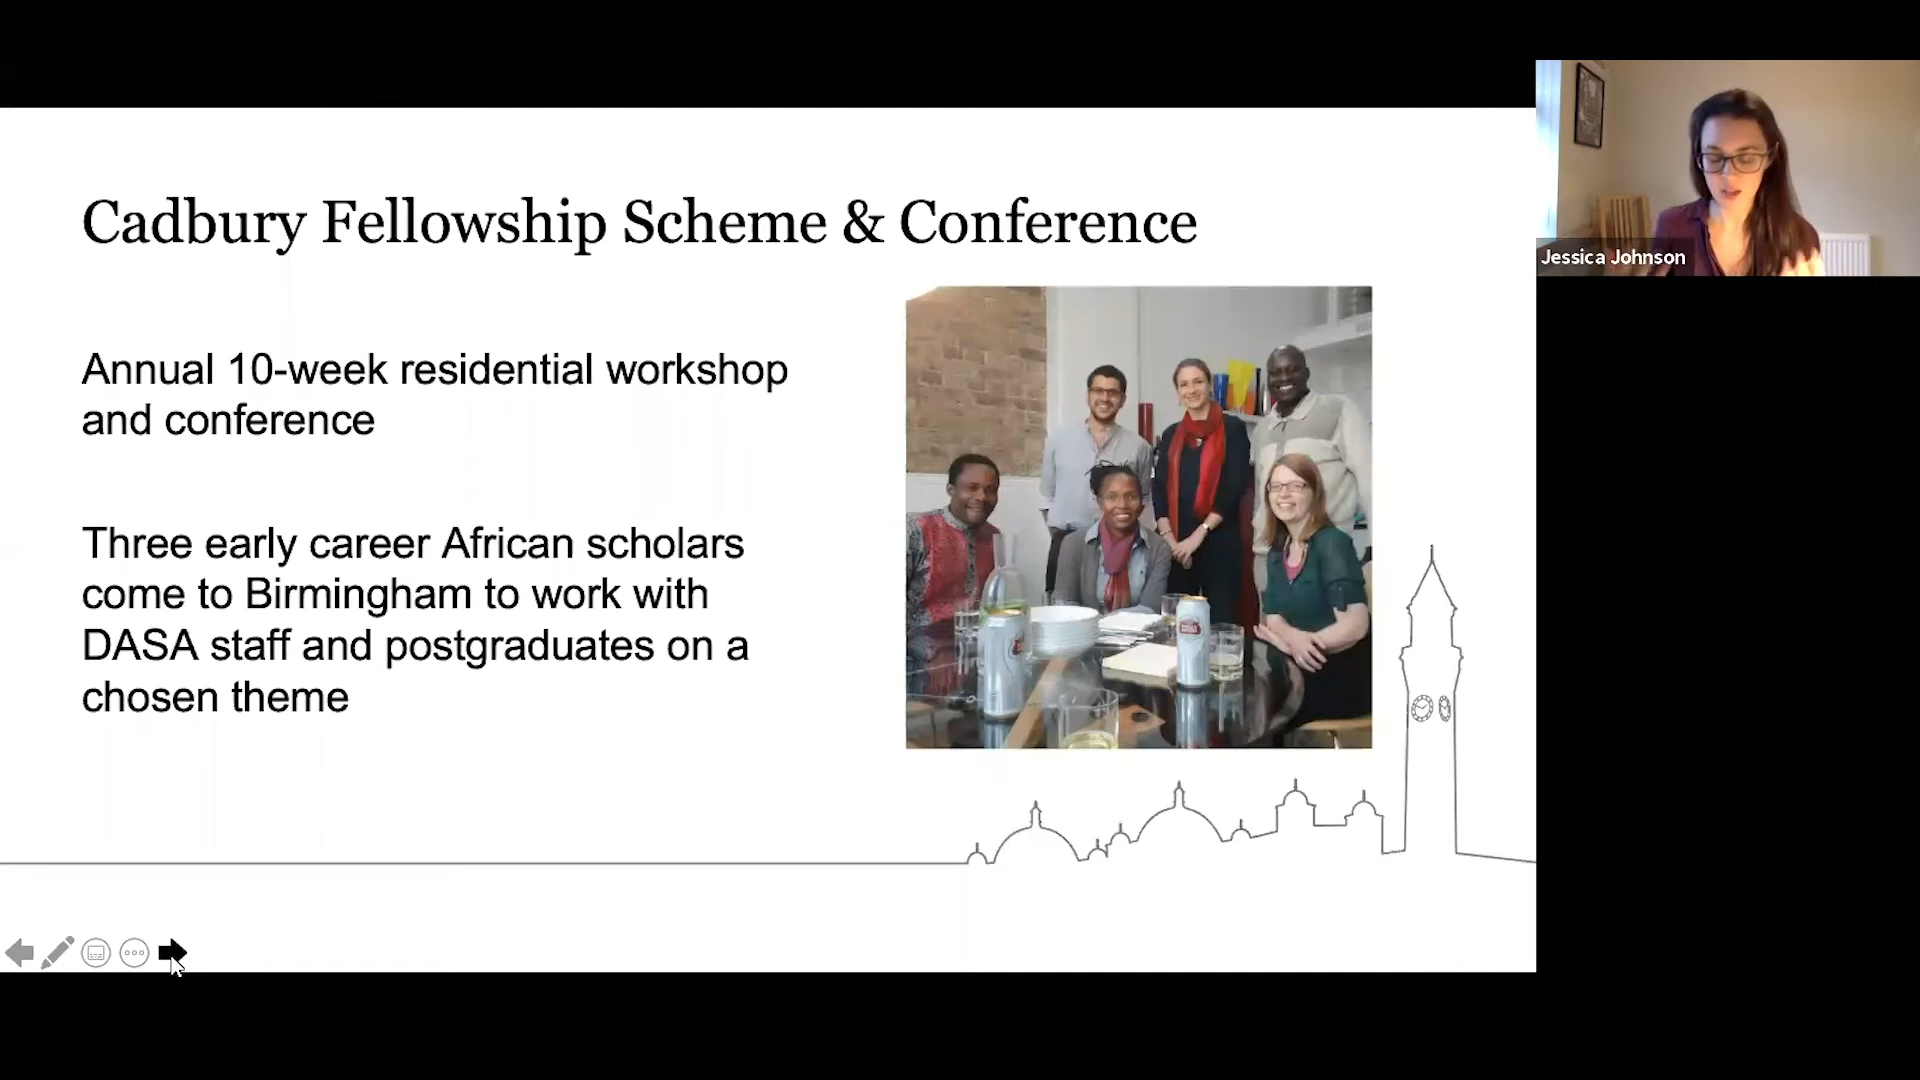 Cadbury Fellowship Scheme & Conference
Annual 10-week residential workshop
and conference
Three early career African scholars
come to Birmingham to work with
DASA staff and postgraduates on a
chosen theme
Jessica Johnson